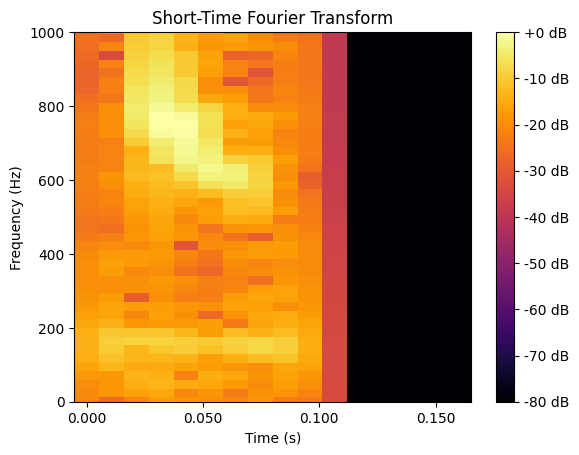 Short-Time Fourier Transform
1000
800
600
400
200
0
Frequency (Hz)
0.000
0.050
0.100
0.150
Time (s)
+0 dB
-10 dB
-20 dB
-30 dB
-40 dB
-50 dB
-60 dB
-70 dB
-80 dB